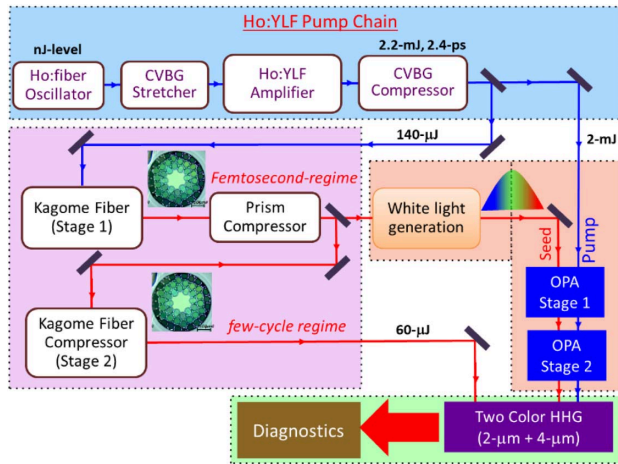 Ho:YLF Pump Chain
nJ-level
2.2-mJ, 2.4-ps
Ho:fiber
Oscillator
CVBG
Stretcher
Ho:YLF
Amplifier
CVBG
Compressor
140-μJ
2-mJ
Femtosecond-regime
Kagome Fiber
(Stage 1)
Prism
Compressor
White light
generation
Seed
Pump
OPA
Stage 1
Kagome Fiber
Compressor
(Stage 2)
few-cycle regime
60-μJ
OPA
Stage 2
Diagnostics
Two Color HHG
(2-μm + 4-μm)